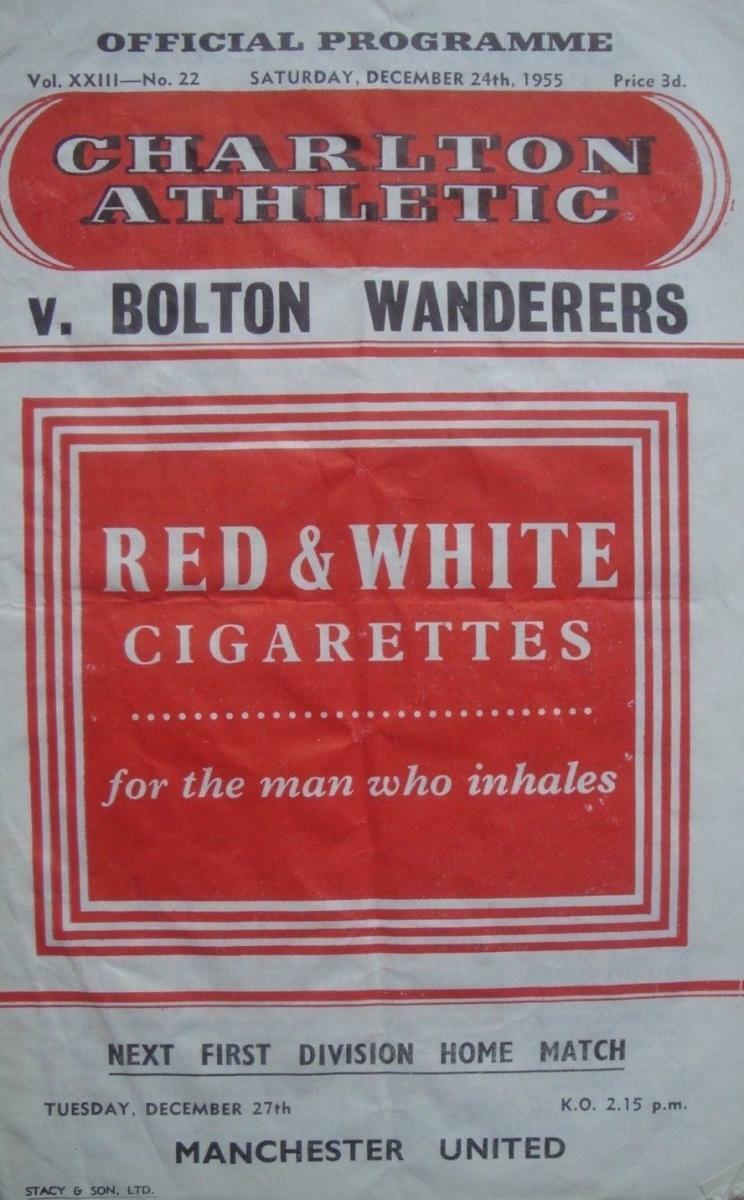 OFFICIAL PROGRAMME
Vol. XXIII—No. 22 SATURDAY, DECEMBER 24th, 1955 Price 3d.
CHARLTON
ATHLETIC
v. BOLTON WANDERERS
RED & WHITE
CIGARETTES
for the man who inhales
NEXT FIRST DIVISION HOME MATCH
TUESDAY, DECEMBER 27th K.O. 2.15 p.m.
MANCHESTER UNITED
STACY & SON, LTD.